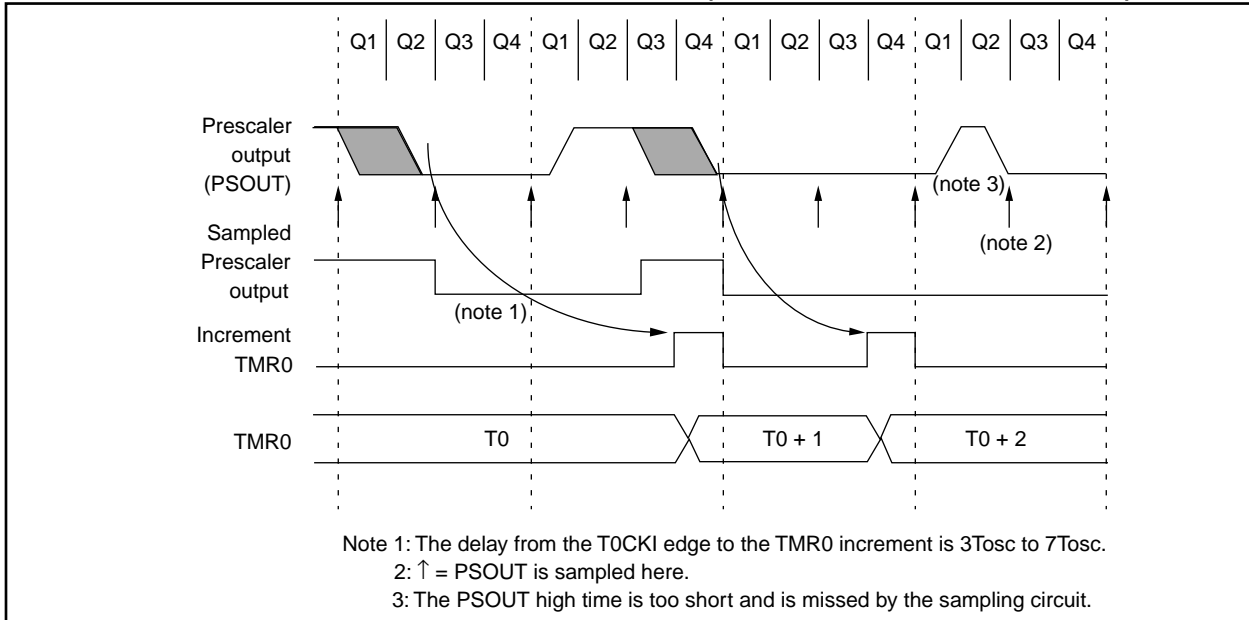 Q1 Q2 Q3 Q4 Q1 Q2 Q3 Q4 Q1 Q2 Q3 Q4 Q1 Q2 Q3 Q4
Prescaler
output
(PSOUT)
(note 3)
Sampled
(note 2)
Prescaler
output
(note 1)
Increment
TMR0
TMR0
T0
T0 + 1
T0 + 2
Note 1: The delay from the T0CKI edge to the TMR0 increment is 3Tosc to 7Tosc.
2: ↑ = PSOUT is sampled here.
3: The PSOUT high time is too short and is missed by the sampling circuit.